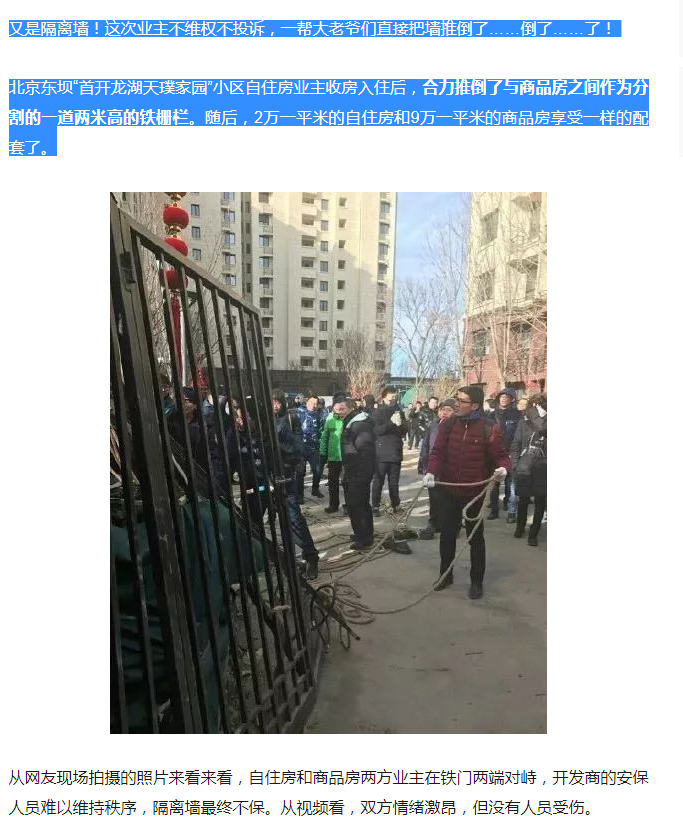 又是隔离墙！这次业主不维权不投诉，一帮大老爷们直接把墙推倒了……倒了……了！
北京东坝“首开龙湖天璞家园”小区自住房业主收房入住后，合力推倒了与商品房之间作为分
割的一道两米高的铁栅栏。随后，2万一平米的自住房和9万一平米的商品房享受一样的配
套了。
从网友现场拍摄的照片来看来看，自住房和商品房两方业主在铁门两端对峙，开发商的安保
人员难以维持秩序，隔离墙最终不保。从视频看，双方情绪激昂，但没有人员受伤。